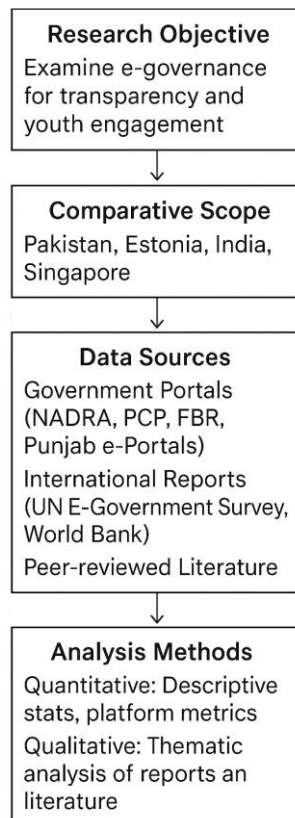 Research Objective
Examine e-governance
for transparency and
youth engagement
Comparative Scope
Pakistan, Estonia, India,
Singapore
Data Sources
Government Portals
(NADRA, PCP, FBR,
Punjab e-Portals)
International Reports
(UN E-Government Survey,
World Bank)
Peer-reviewed Literature
Analysis Methods
Quantitative: Descriptive
stats, platform metrics
Qualitative: Thematic
analysis of reports an
literature